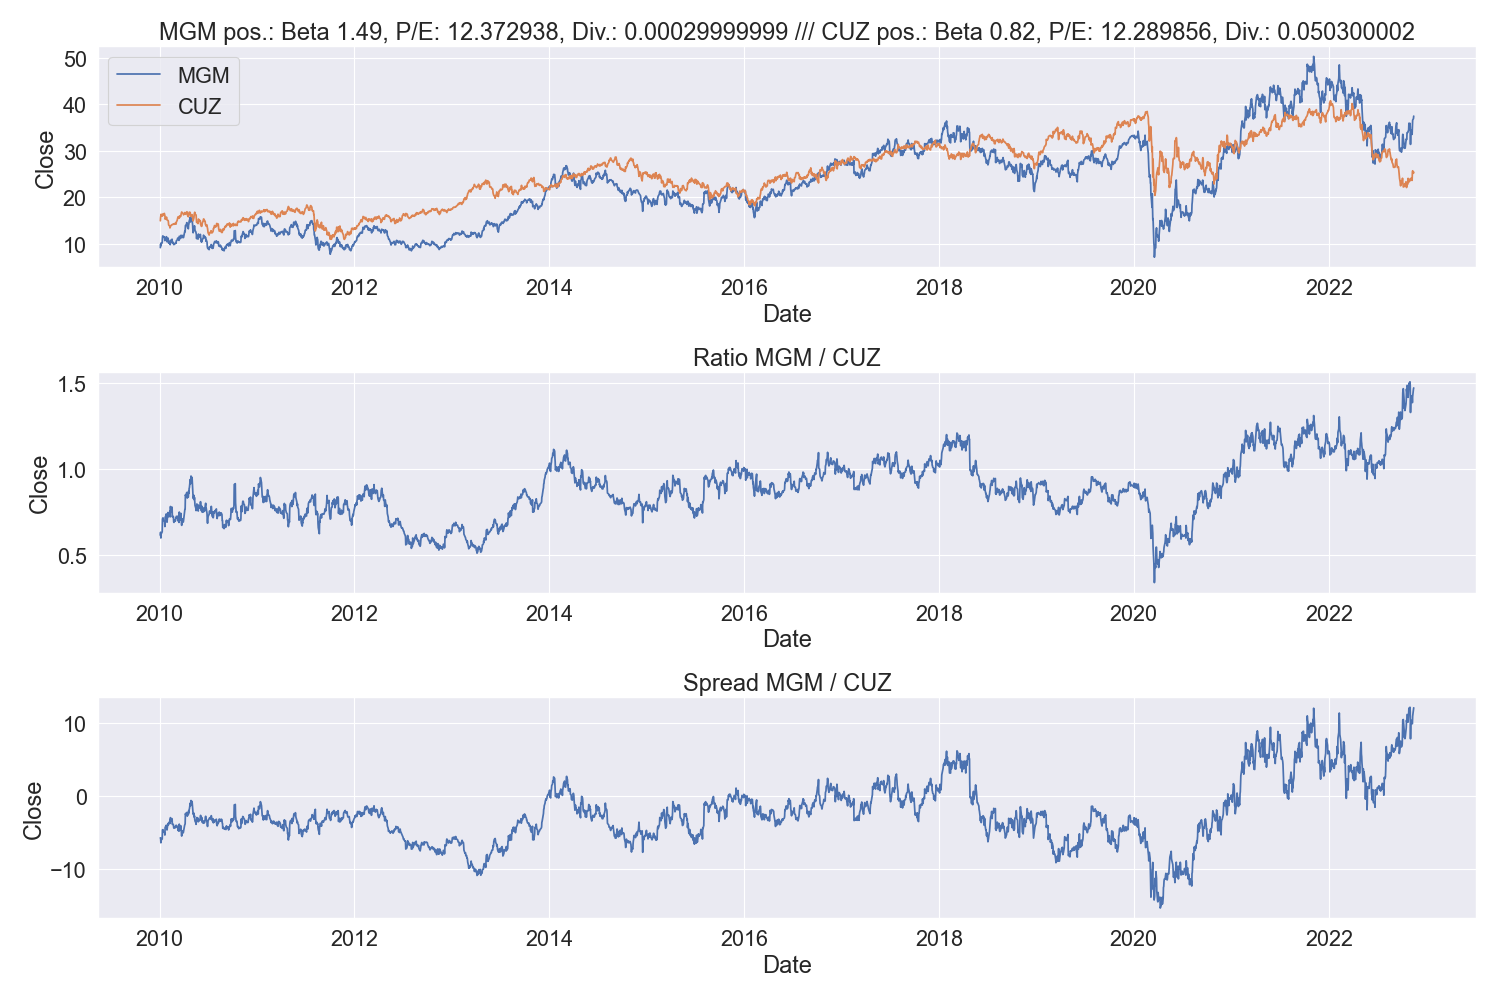 MGM pos.: Beta 1.49, P/E: 12.372938, Div.: 0.00029999999 /// CUZ pos.: Beta 0.82, P/E: 12.289856, Div.: 0.050300002
MGM
CUZ
Close
50
40
30
20
10
2010 2012 2014 2016 2018 2020 2022
Date
Ratio MGM / CUZ
Close
1.5
1.0
0.5
2010 2012 2014 2016 2018 2020 2022
Date
Spread MGM / CUZ
Close
10
0
−10
2010 2012 2014 2016 2018 2020 2022
Date